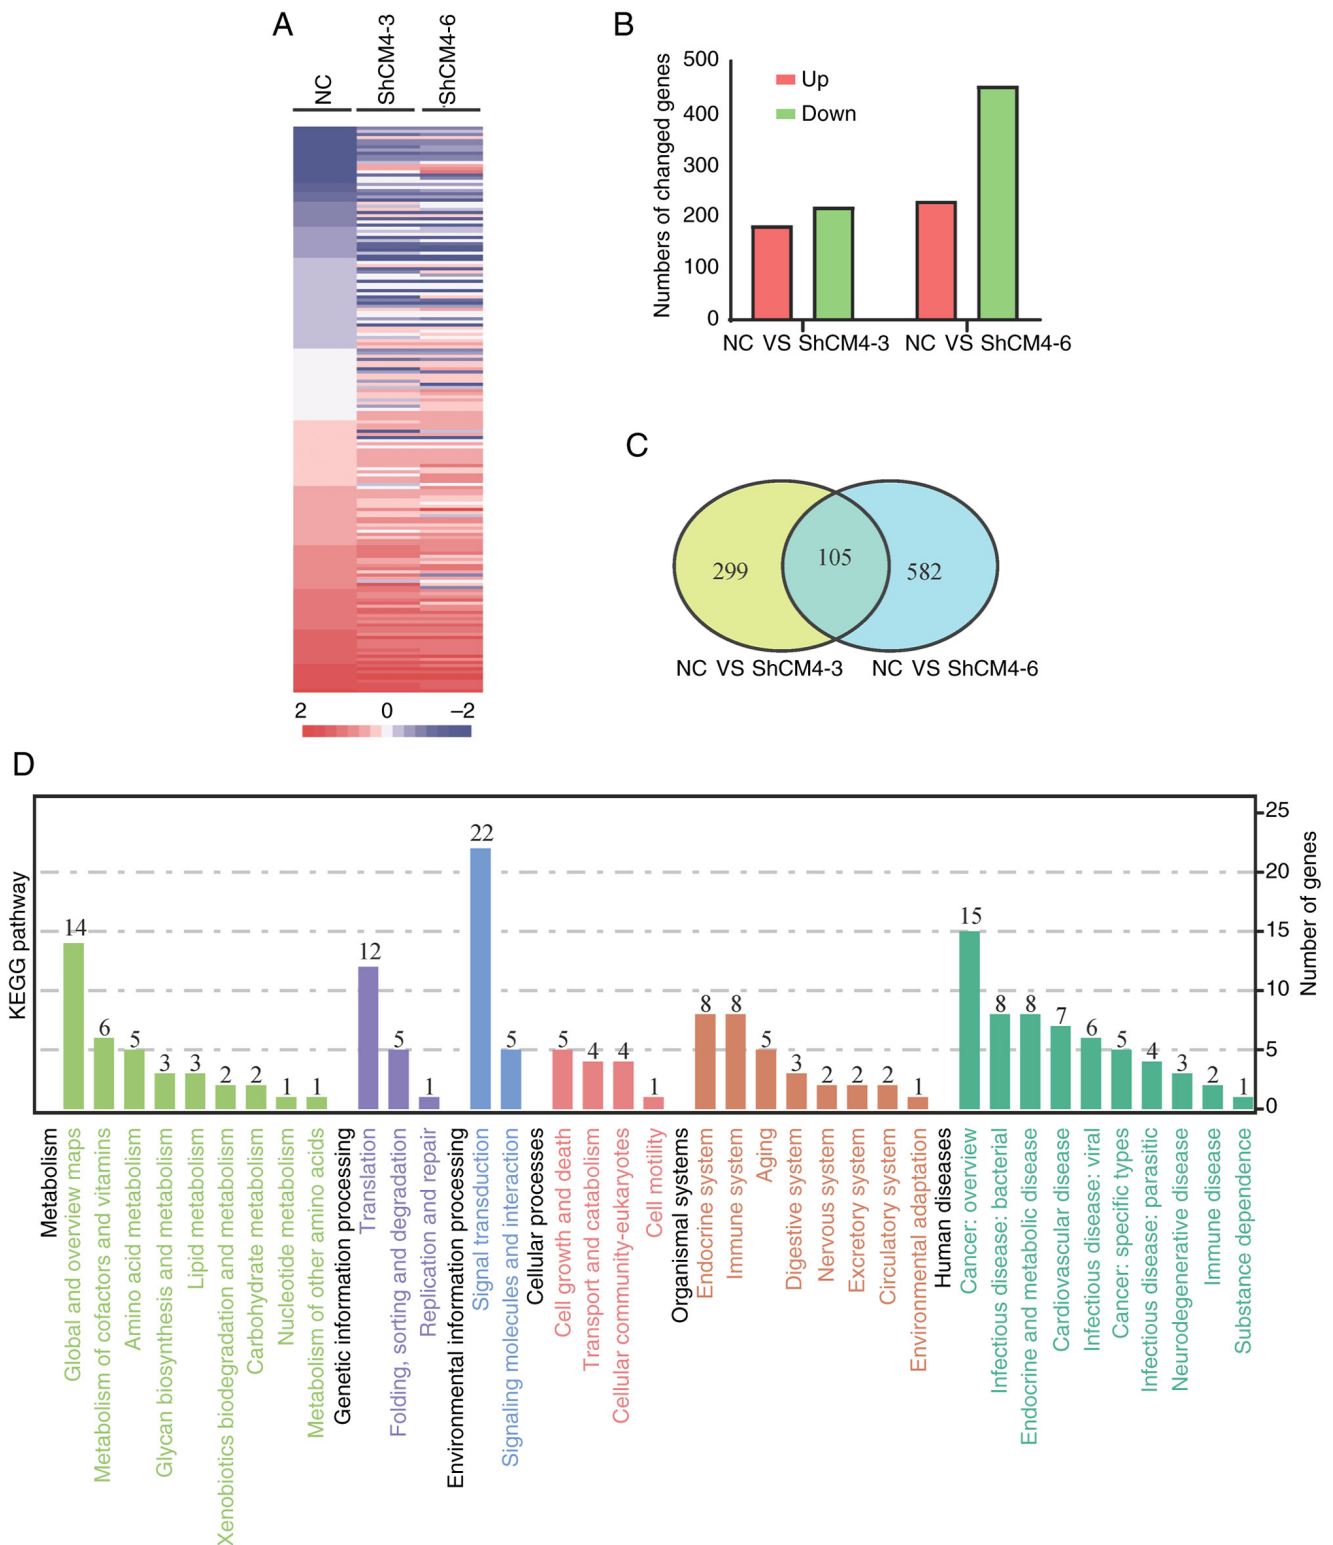 A
NC
ShCM4-3
ShCM4-6
2 0 –2
B
Numbers of changed genes
500
400
300
200
100
0
Up
Down
NC VS ShCM4-3 NC VS ShCM4-6
C
299 105 582
NC VS ShCM4-3 NC VS ShCM4-6
D
KEGG pathway
Number of genes
25
20
15
10
5
0
14 6 5 3 3 2 2 1 1 12 5 1 22 5 5 4 4 1 8 8 5 3 2 2 2 1 15 8 8 7 6 5 4 3 2 1
Metabolism
Global and overview maps
Metabolism of cofactors and vitamins
Amino acid metabolism
Glycan biosynthesis and metabolism
Lipid metabolism
Xenobiotics biodegradation and metabolism
Carbohydrate metabolism
Nucleotide metabolism
Metabolism of other amino acids
Genetic information processing
Translation
Folding, sorting and degradation
Replication and repair
Environmental information processing
Signal transduction
Signaling molecules and interaction
Cellular processes
Cell growth and death
Transport and catabolism
Cellular community-eukaryotes
Cell motility
Organismal systems
Endocrine system
Immune system
Aging
Digestive system
Nervous system
Excretory system
Circulatory system
Environmental adaptation
Human diseases
Cancer: overview
Infectious disease: bacterial
Endocrine and metabolic disease
Cardiovascular disease
Infectious disease: viral
Cancer: specific types
Infectious disease: parasitic
Neurodegenerative disease
Immune disease
Substance dependence